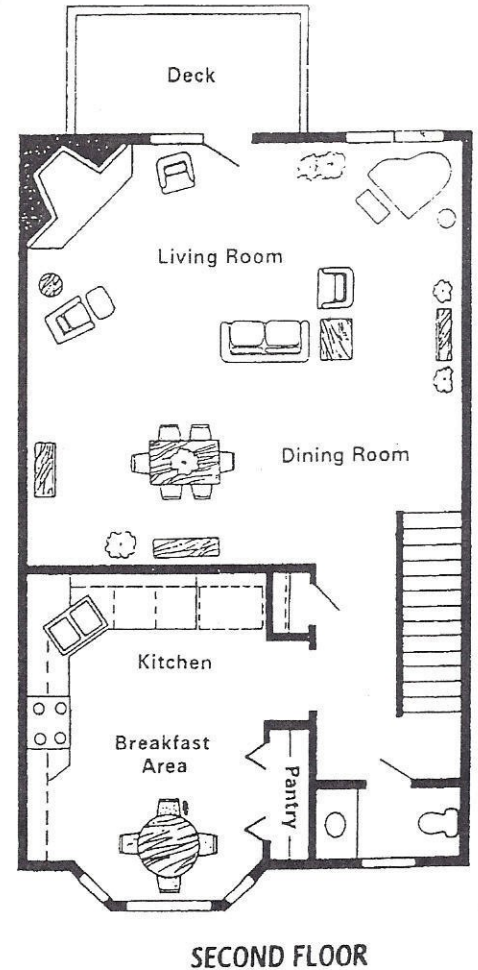 Deck
Living Room
Dining Room
Kitchen
Breakfast
Area
Pantry
SECOND FLOOR